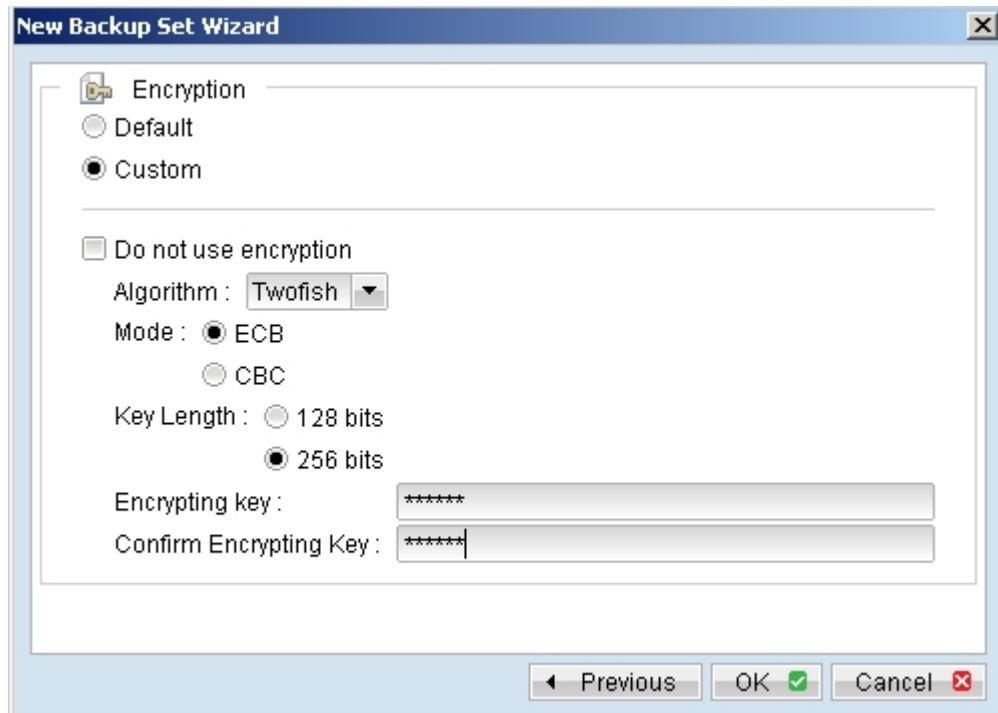 New Backup Set Wizard
Encryption
Default
Custom
Do not use encryption
Algorithm : Twofish
Mode : ECB
CBC
Key Length : 128 bits
256 bits
Encrypting key : ******
Confirm Encrypting Key : ******
Previous OK Cancel